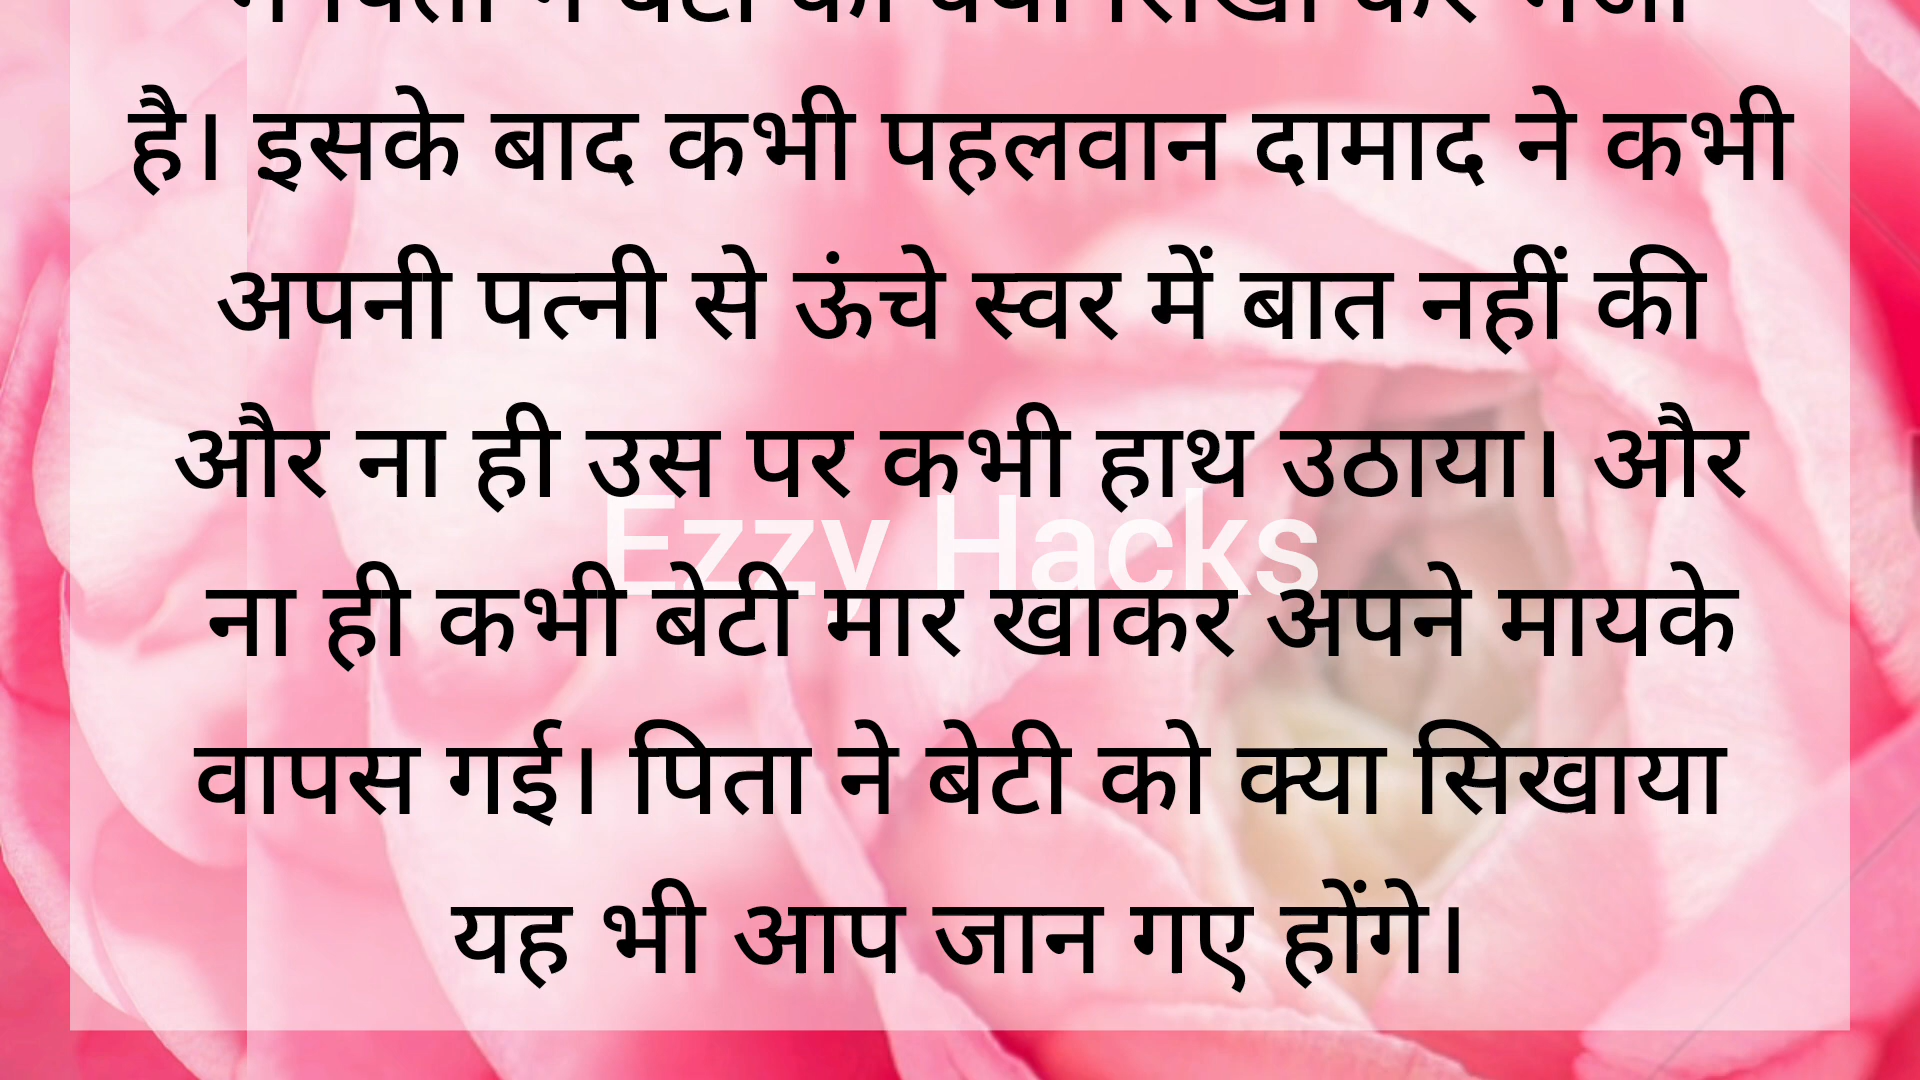 है। इसके बाद कभी पहलवान दामाद ने कभी
अपनी पत्नी से ऊंचे स्वर में बात नहीं की
और ना ही उस पर कभी हाथ उठाया। और
Ezzy Hacks
ना ही कभी बेटी मार खाकर अपने मायके
वापस गई। पिता ने बेटी को क्या सिखाया
यह भी आप जान गए होंगे।